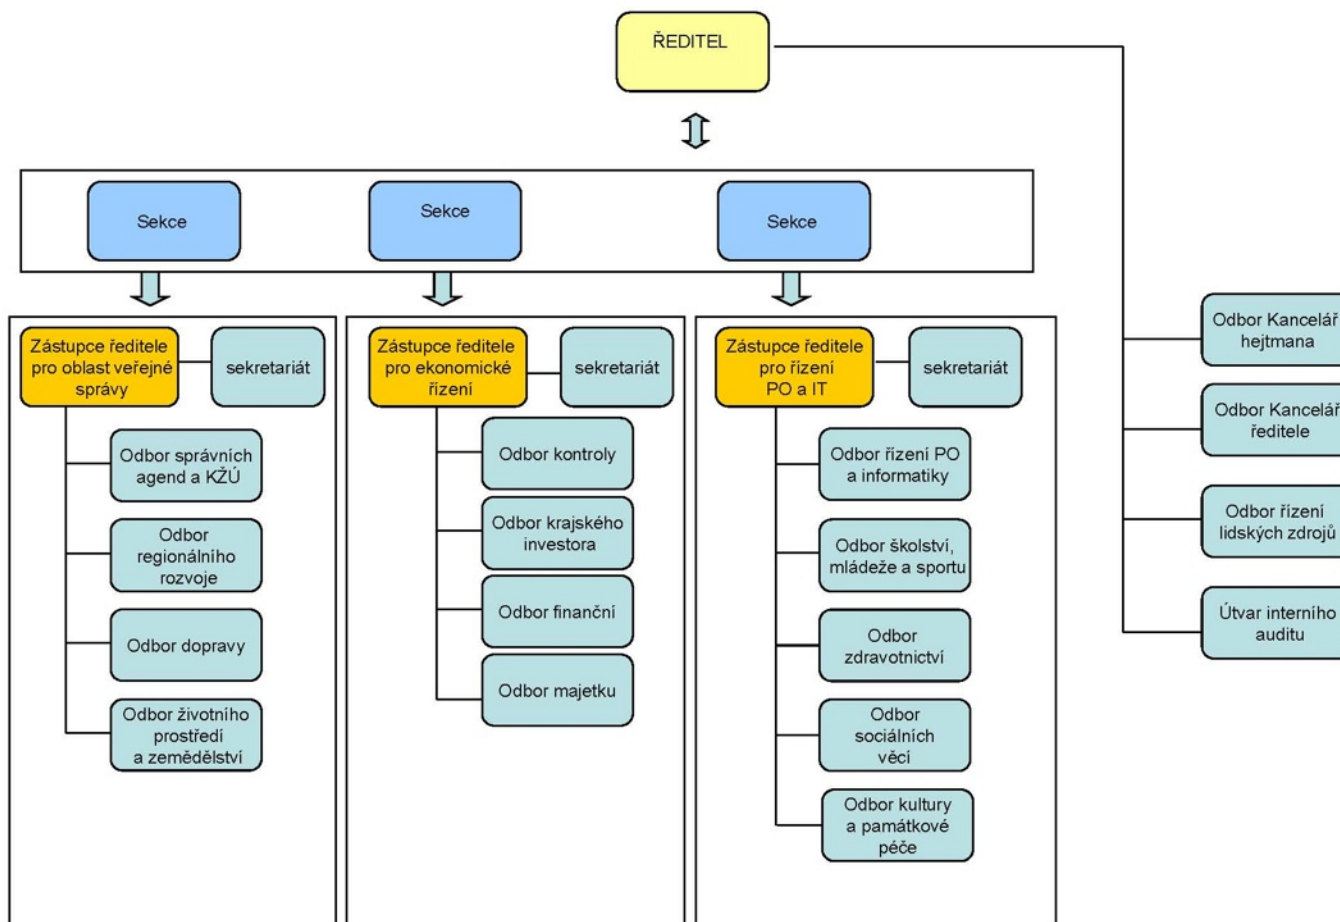 ŘEDITEL
Sekce
Sekce
Sekce
Zástupce ředitele
pro oblast veřejné
správy
sekretariát
Odbor správních
agend a KŽÚ
Odbor
regionálního
rozvoje
Odbor dopravy
Odbor životního
prostředí
a zemědělství
Zástupce ředitele
pro ekonomické
řízení
sekretariát
Odbor kontroly
Odbor krajského
investora
Odbor finanční
Odbor majetku
Zástupce ředitele
pro řízení
PO a IT
sekretariát
Odbor řízení PO
a informatiky
Odbor školství,
mládeže a sportu
Odbor
zdravotnictví
Odbor
sociálních
věcí
Odbor kultury
a památkové
péče
Odbor Kancelář
hejtmana
Odbor Kancelář
ředitele
Odbor řízení
lidských zdrojů
Útvar interního
auditu